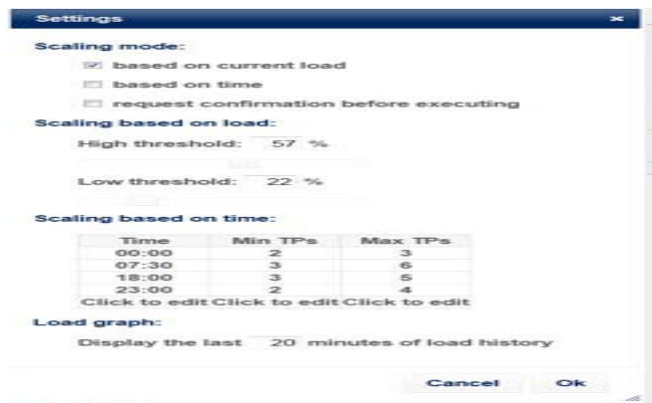 Settings ×
Scaling mode:
based on current load
based on time
request confirmation before executing
Scaling based on load:
High threshold: 57 %
Low threshold: 22 %
Scaling based on time:
Time Min TPs Max TPs
00:00 2 3
07:30 3 6
18:00 3 5
23:00 2 4
Click to edit Click to edit Click to edit
Load graph:
Display the last 20 minutes of load history
Cancel Ok